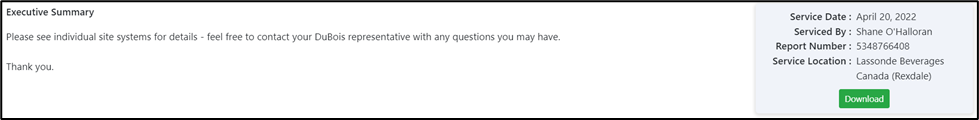 Executive Summary
Please see individual site systems for details - feel free to contact your DuBois representative with any questions you may have.
Thank you.
Service Date : April 20, 2022
Serviced By : Shane O'Halloran
Report Number : 5348766408
Service Location : Lassonde Beverages
Canada (Rexdale)
Download